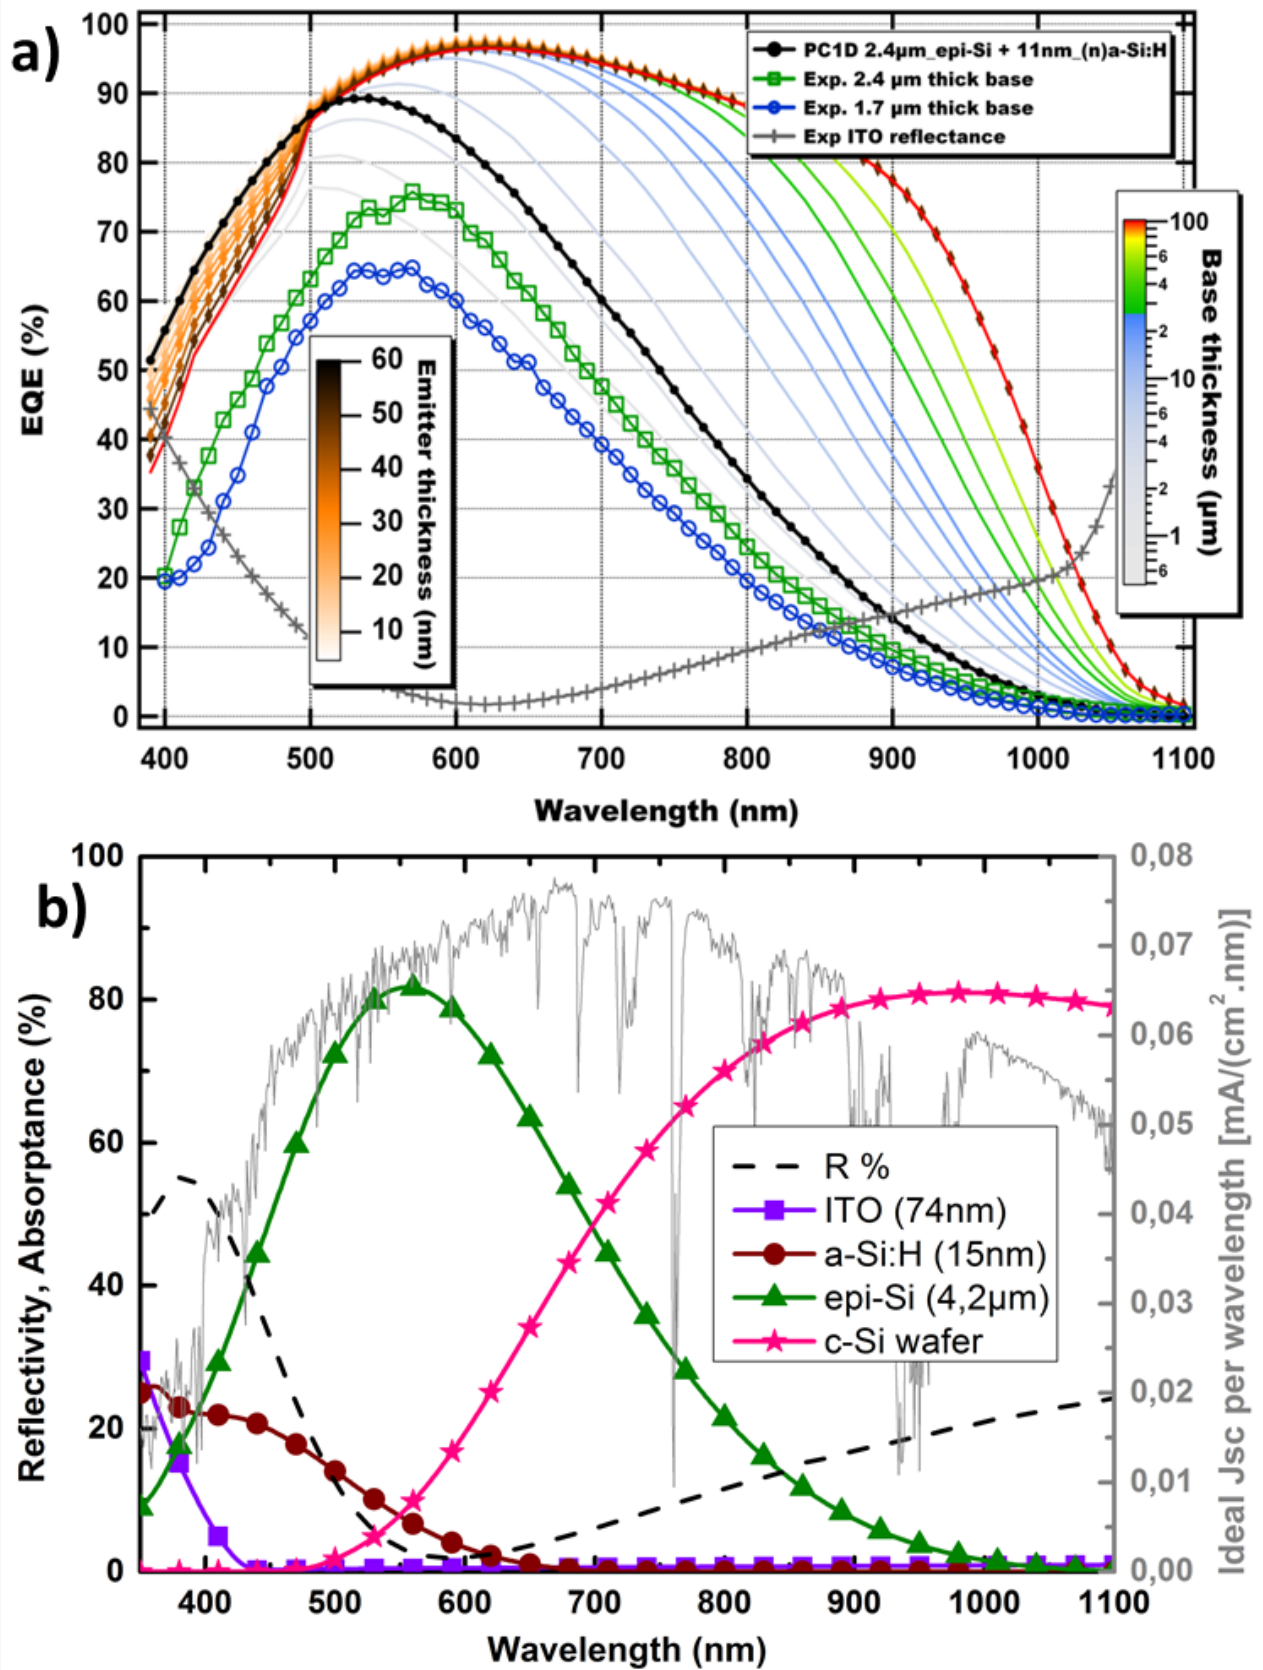 a)
100
90
80
70
60
50
40
30
20
10
0
EQE (%)
PC1D 2.4µm_epi-Si + 11nm_(n)a-Si:H
Exp. 2.4 µm thick base
Exp. 1.7 µm thick base
Exp ITO reflectance
60
50
40
30
20
10
Emitter thickness (nm)
100
6
4
2
10
6
4
2
1
6
Base thickness (µm)
400 500 600 700 800 900 1000 1100
Wavelength (nm)
b)
100
80
60
40
20
0
Reflectivity, Absorptance (%)
R %
ITO (74nm)
a-Si:H (15nm)
epi-Si (4,2µm)
c-Si wafer
0,08
0,07
0,06
0,05
0,04
0,03
0,02
0,01
0,00
Ideal Jsc per wavelength [mA/(cm².nm)]
400 500 600 700 800 900 1000 1100
Wavelength (nm)